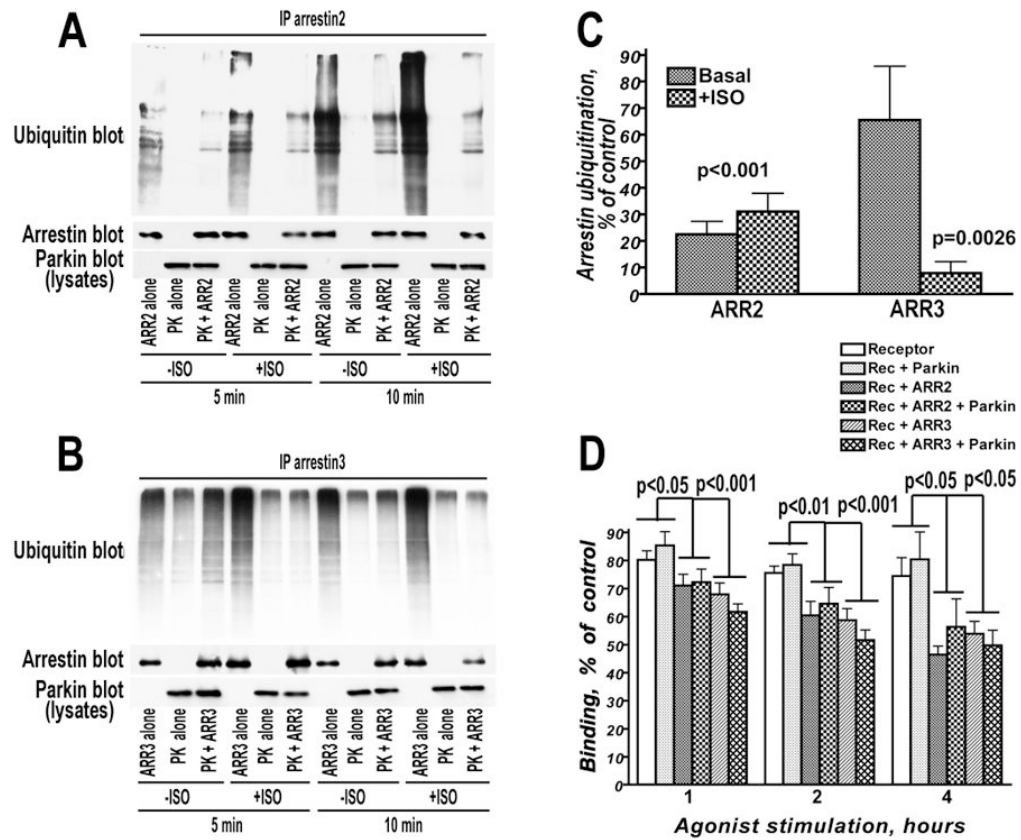 A
IP arrestin2
Ubiquitin blot
Arrestin blot
Parkin blot
(lysates)
ARR2 alone
PK alone
PK + ARR2
ARR2 alone
PK alone
PK + ARR2
ARR2 alone
PK alone
PK + ARR2
ARR2 alone
PK alone
PK + ARR2
-ISO +ISO -ISO +ISO
5 min 10 min
B
IP arrestin3
Ubiquitin blot
Arrestin blot
Parkin blot
(lysates)
ARR3 alone
PK alone
PK + ARR3
ARR3 alone
PK alone
PK + ARR3
ARR3 alone
PK alone
PK + ARR3
ARR3 alone
PK alone
PK + ARR3
-ISO +ISO -ISO +ISO
5 min 10 min
C
Arrestin ubiquitination,
% of control
90
80
70
60
50
40
30
20
10
0
Basal
+ISO
p<0.001
p=0.0026
ARR2 ARR3
Receptor
Rec + Parkin
Rec + ARR2
Rec + ARR2 + Parkin
Rec + ARR3
Rec + ARR3 + Parkin
D
p<0.05 p<0.001
p<0.01 p<0.001
p<0.05 p<0.05
Binding, % of control
90
80
70
60
50
40
30
20
10
0
1 2 4
Agonist stimulation, hours